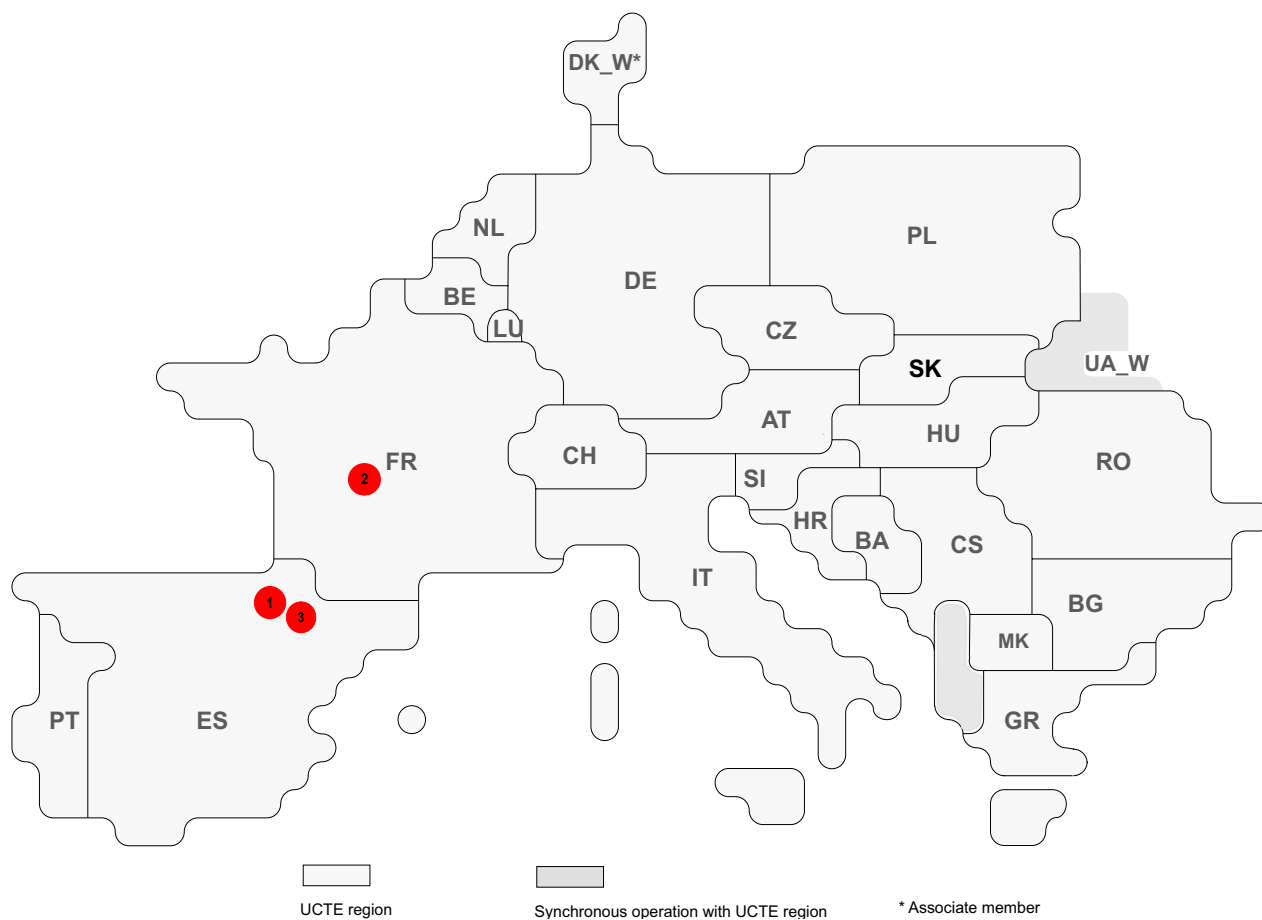 DK_W*
NL
PL
DE
BE
LU
CZ
SK
UA_W
AT
HU
FR
CH
RO
2
SI
HR
BA
CS
IT
1
3
BG
MK
PT
ES
GR
UCTE region
Synchronous operation with UCTE region
* Associate member